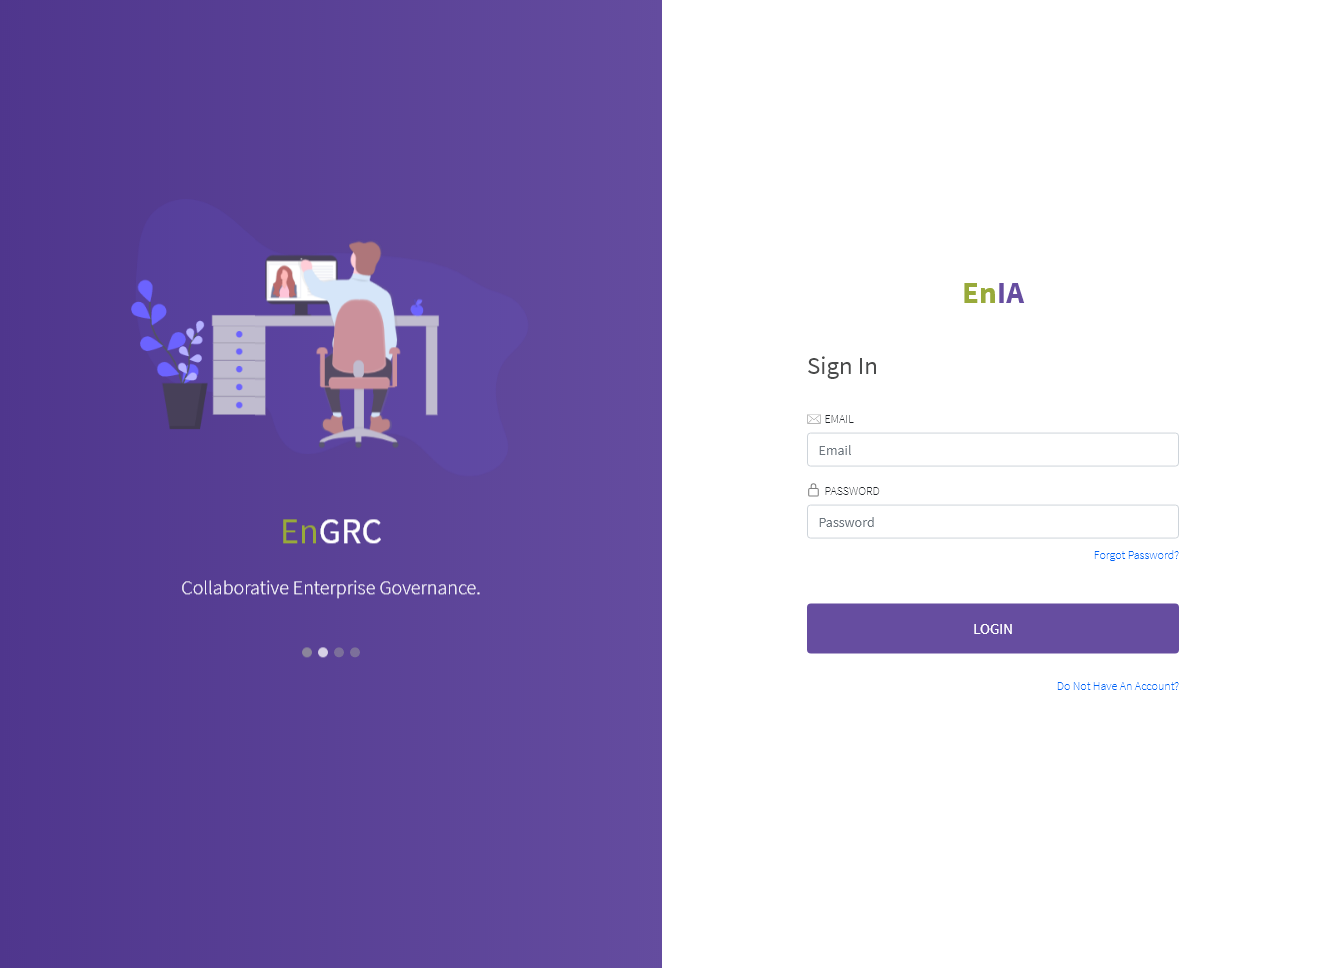 EnGRC
Collaborative Enterprise Governance.
EnIA
Sign In
EMAIL
Email
PASSWORD
Password
Forgot Password?
LOGIN
Do Not Have An Account?